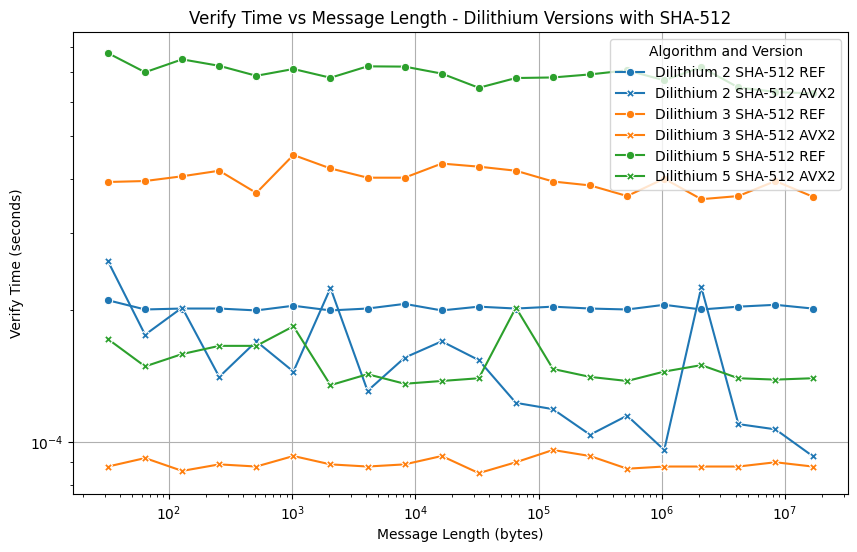 Verify Time vs Message Length - Dilithium Versions with SHA-512
Algorithm and Version
Dilithium 2 SHA-512 REF
Dilithium 2 SHA-512 AVX2
Dilithium 3 SHA-512 REF
Dilithium 3 SHA-512 AVX2
Dilithium 5 SHA-512 REF
Dilithium 5 SHA-512 AVX2
Verify Time (seconds)
10⁻⁴
10² 10³ 10⁴ 10⁵ 10⁶ 10⁷
Message Length (bytes)